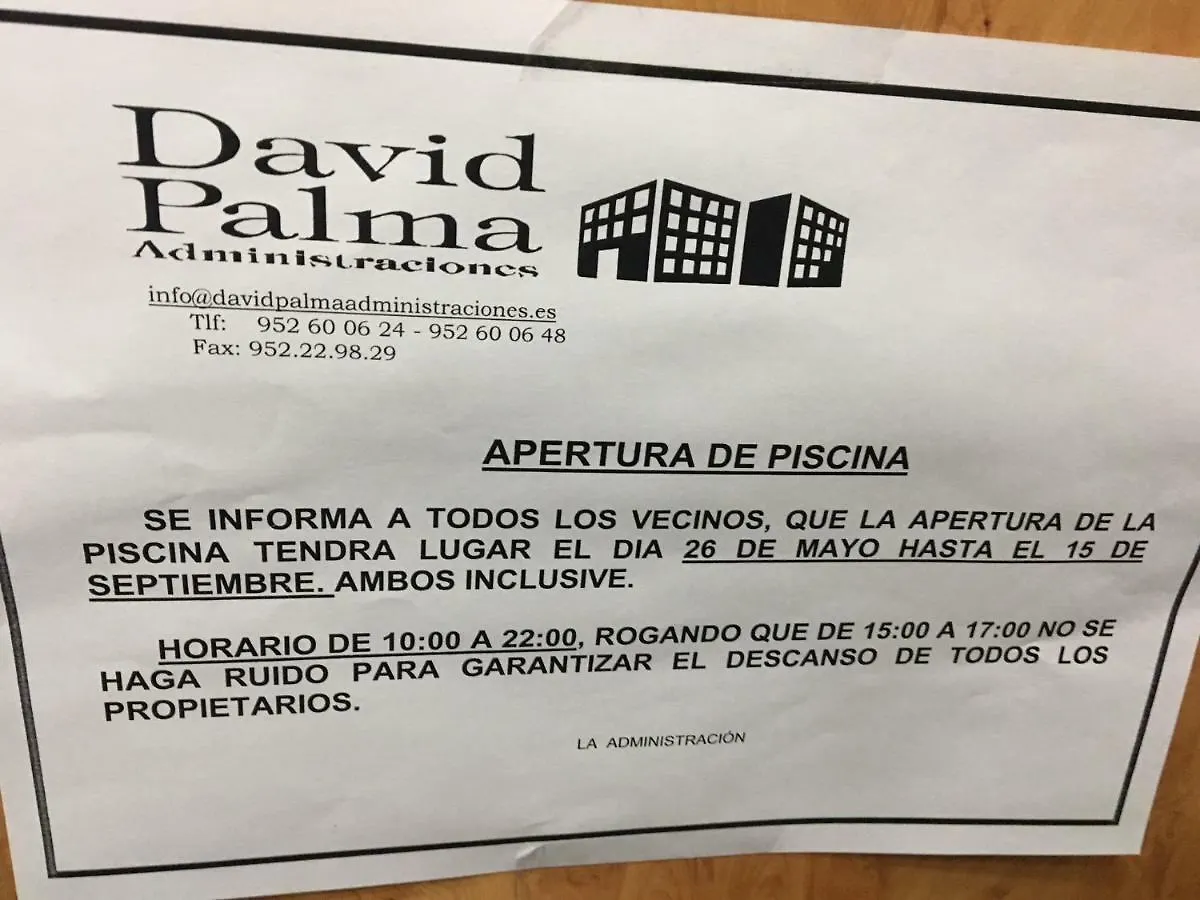 David
Palma
Administraciones
info@davidpalmaadministraciones.es
Tlf: 952 60 06 24 - 952 60 06 48
Fax: 952.22.98.29
APERTURA DE PISCINA
SE INFORMA A TODOS LOS VECINOS, QUE LA APERTURA DE LA
PISCINA TENDRA LUGAR EL DIA 26 DE MAYO HASTA EL 15 DE
SEPTIEMBRE. AMBOS INCLUSIVE.
HORARIO DE 10:00 A 22:00, ROGANDO QUE DE 15:00 A 17:00 NO SE
HAGA RUIDO PARA GARANTIZAR EL DESCANSO DE TODOS LOS
PROPIETARIOS.
LA ADMINISTRACIÓN